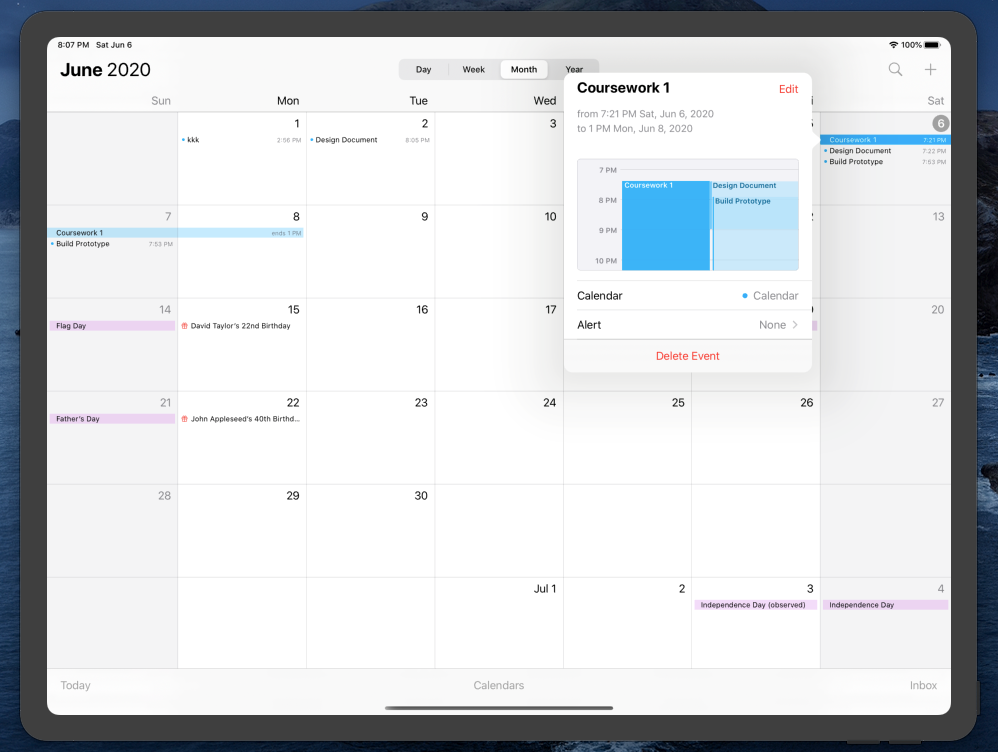 8:07 PM Sat Jun 6
100%
June 2020
Day Week Month Year
Sun Mon Tue Wed Sat
1 2 3 6
kkk 2:56 PM
Design Document 8:05 PM
Coursework 1 7:21 PM
Design Document 7:22 PM
Build Prototype 7:53 PM
Coursework 1
Edit
from 7:21 PM Sat, Jun 6, 2020
to 1 PM Mon, Jun 8, 2020
7 PM
Coursework 1 Design Document
8 PM Build Prototype
9 PM
10 PM
Calendar Calendar
Alert None
Delete Event
7 8 9 10 13
Coursework 1 ends 1 PM
Build Prototype 7:53 PM
14 15 16 17 20
Flag Day
David Taylor's 22nd Birthday
21 22 23 24 25 26 27
Father's Day
John Appleseed's 40th Birthd...
28 29 30
Jul 1 2 3 4
Independence Day (observed)
Independence Day
Today Calendars Inbox